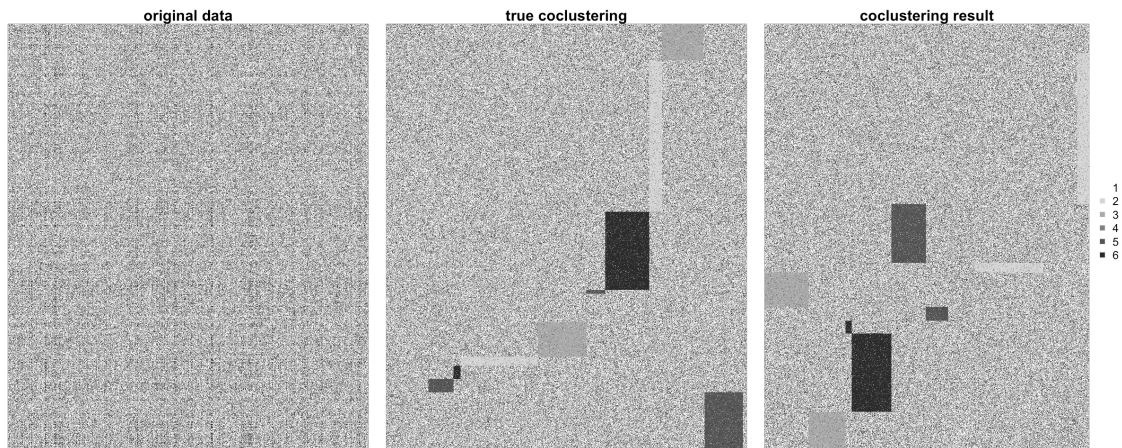 original data
true coclustering
coclustering result
1
2
3
4
5
6